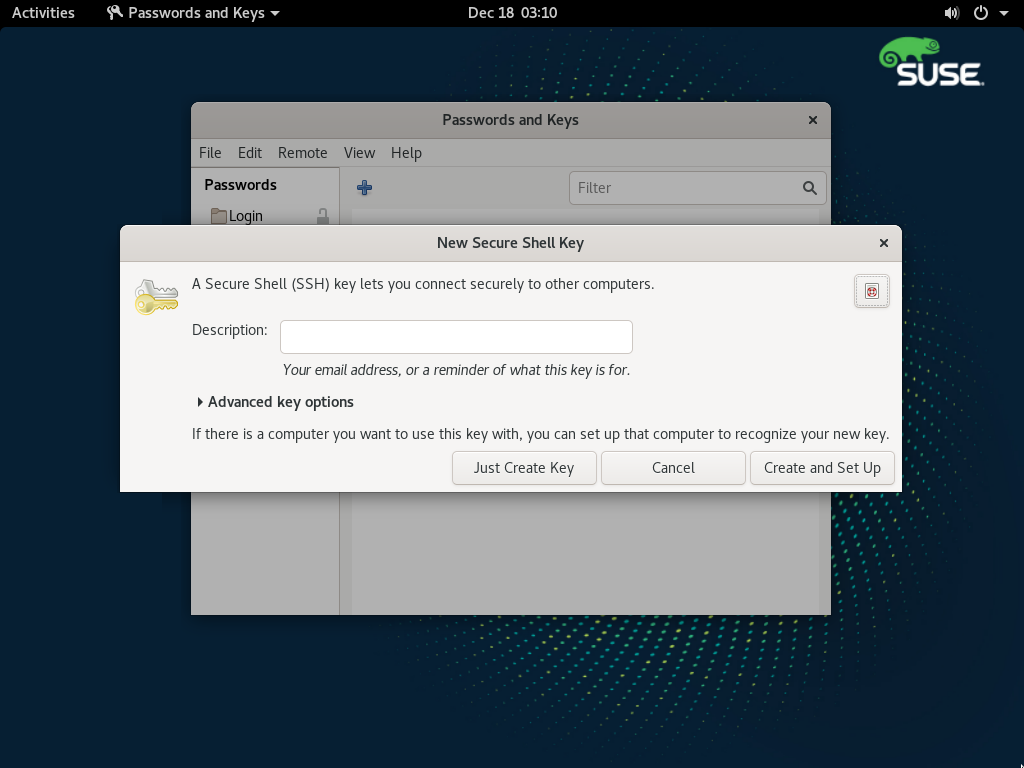 Activities Passwords and Keys Dec 18 03:10
SUSE
Passwords and Keys
File Edit Remote View Help
Passwords
Filter
Login
New Secure Shell Key
A Secure Shell (SSH) key lets you connect securely to other computers.
Description:
Your email address, or a reminder of what this key is for.
Advanced key options
If there is a computer you want to use this key with, you can set up that computer to recognize your new key.
Just Create Key Cancel Create and Set Up